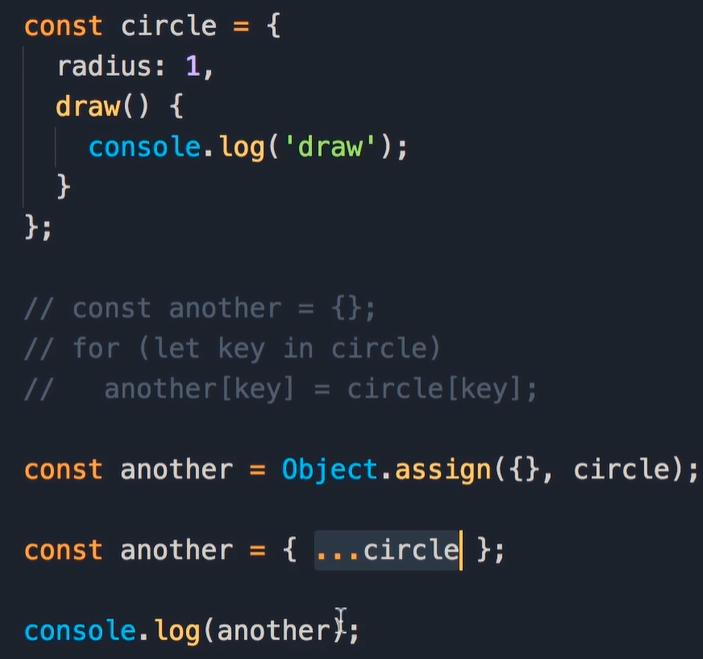 const circle = {
  radius: 1,
  draw() {
    console.log('draw');
  }
};
// const another = {};
// for (let key in circle)
//   another[key] = circle[key];
const another = Object.assign({}, circle);
const another = { ...circle };
console.log(another);